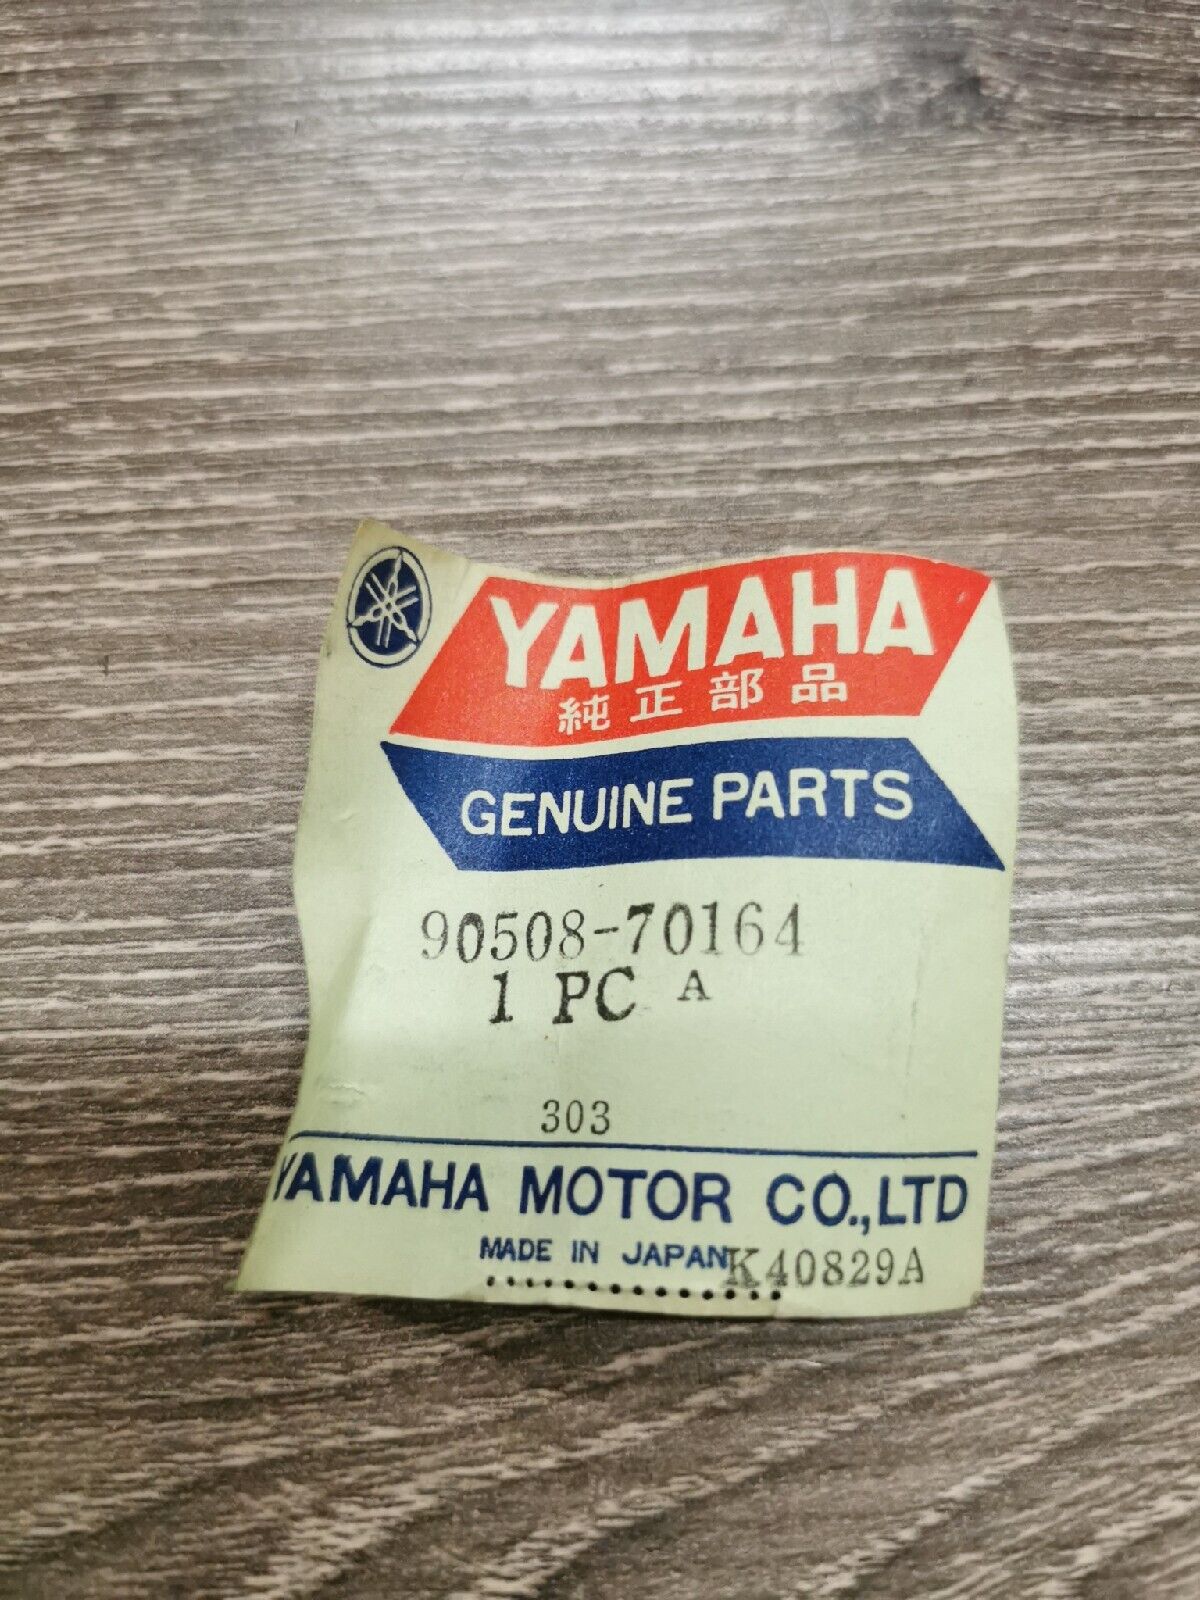 YAMAHA
純正部品
GENUINE PARTS
90508-70164
1 PC A
303
YAMAHA MOTOR CO.,LTD
MADE IN JAPAN K40829A